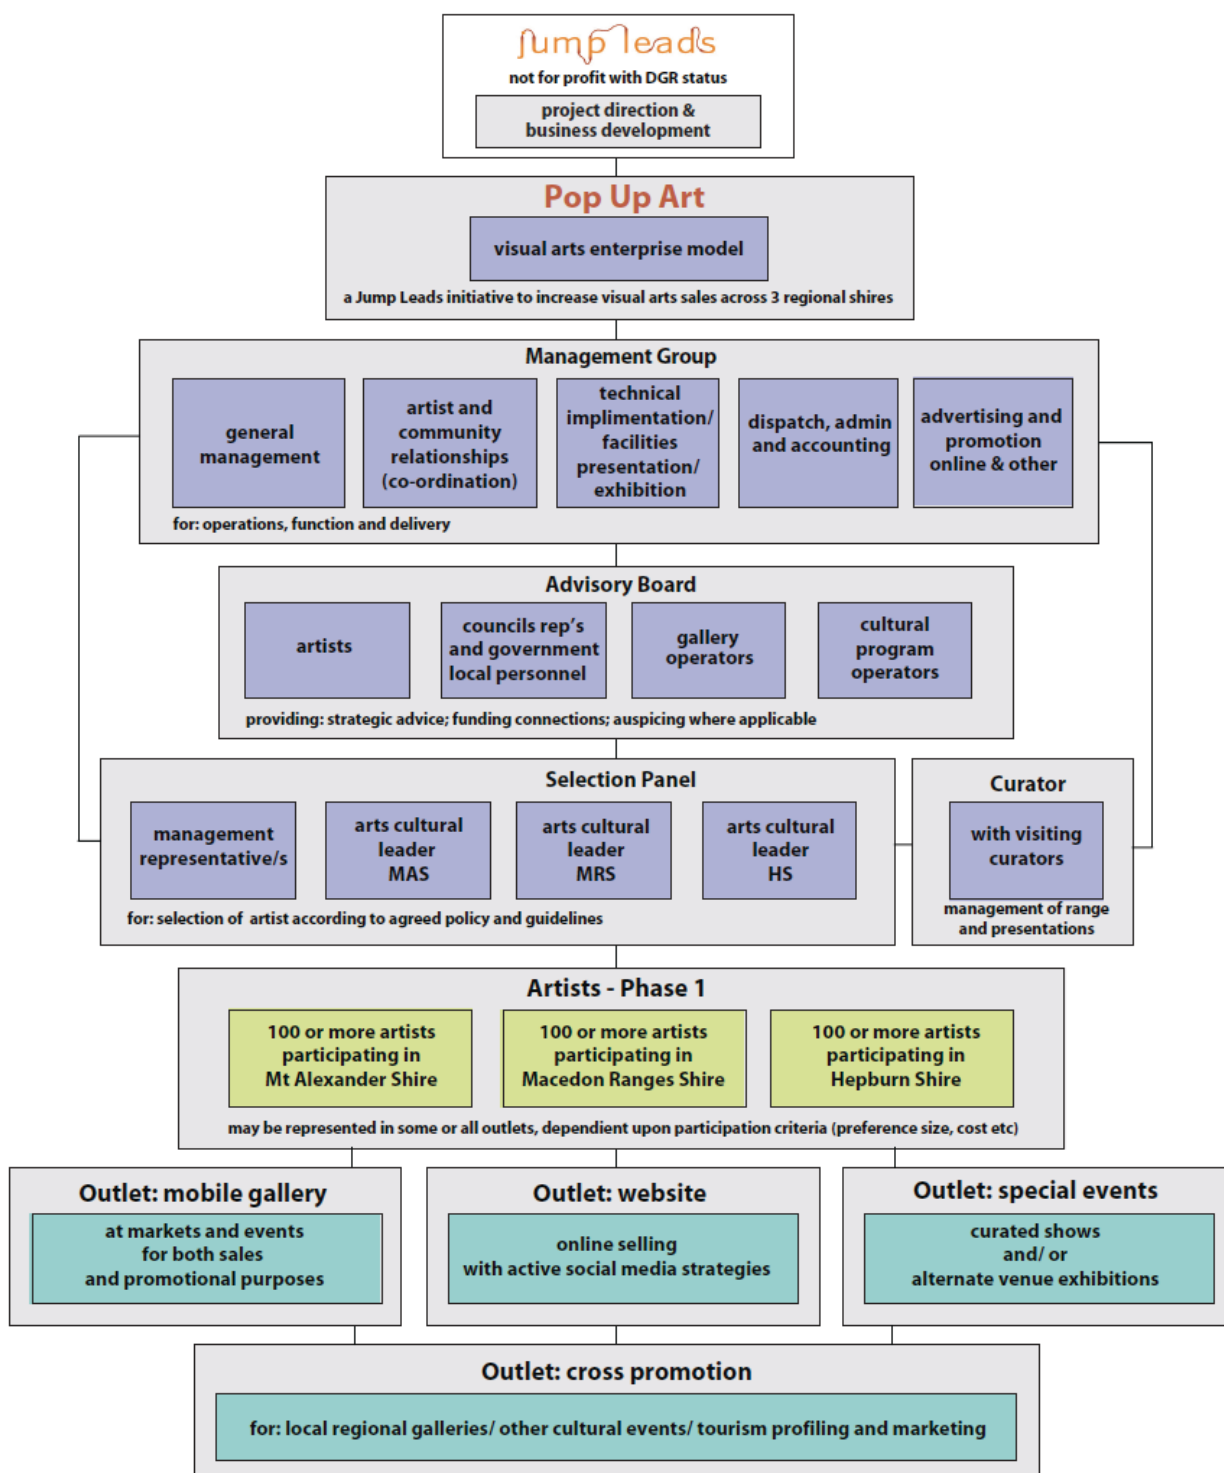 jump leads
not for profit with DGR status
project direction &
business development
Pop Up Art
visual arts enterprise model
a Jump Leads initiative to increase visual arts sales across 3 regional shires
Management Group
general
management
artist and
community
relationships
(co-ordination)
technical
implimentation/
facilities
presentation/
exhibition
dispatch, admin
and accounting
advertising and
promotion
online & other
for: operations, function and delivery
Advisory Board
artists
councils rep's
and government
local personnel
gallery
operators
cultural
program
operators
providing: strategic advice; funding connections; auspicing where applicable
Selection Panel
management
representative/s
arts cultural
leader
MAS
arts cultural
leader
MRS
arts cultural
leader
HS
for: selection of artist according to agreed policy and guidelines
Curator
with visiting
curators
management of range
and presentations
Artists - Phase 1
100 or more artists
participating in
Mt Alexander Shire
100 or more artists
participating in
Macedon Ranges Shire
100 or more artists
participating in
Hepburn Shire
may be represented in some or all outlets, dependent upon participation criteria (preference size, cost etc)
Outlet: mobile gallery
at markets and events
for both sales
and promotional purposes
Outlet: website
online selling
with active social media strategies
Outlet: special events
curated shows
and/ or
alternate venue exhibitions
Outlet: cross promotion
for: local regional galleries/ other cultural events/ tourism profiling and marketing